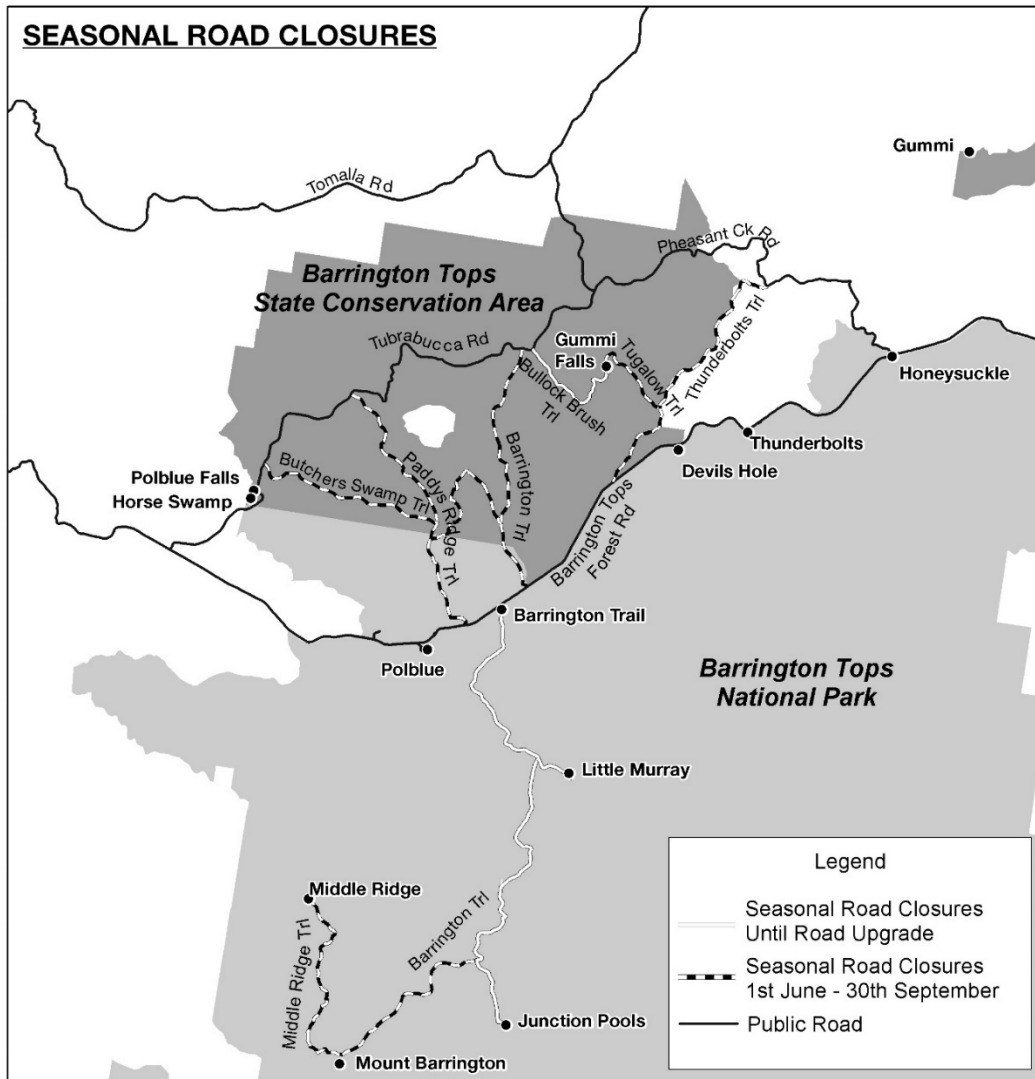 SEASONAL ROAD CLOSURES
Gummi
Tomalla Rd
Pheasant Ck Rd
Barrington Tops
State Conservation Area
Tubrabucca Rd
Gummi
Falls
Bullock Brush
Trl
Tugalow Trl
Thunderbolts Trl
Honeysuckle
Thunderbolts
Devils Hole
Polblue Falls
Horse Swamp
Butchers Swamp Trl
Paddys Ridge Trl
Barrington Trl
Barrington Tops
Forest Rd
Barrington Trail
Polblue
Barrington Tops
National Park
Little Murray
Middle Ridge
Middle Ridge Trl
Barrington Trl
Junction Pools
Mount Barrington
Legend
Seasonal Road Closures
Until Road Upgrade
Seasonal Road Closures
1st June - 30th September
Public Road